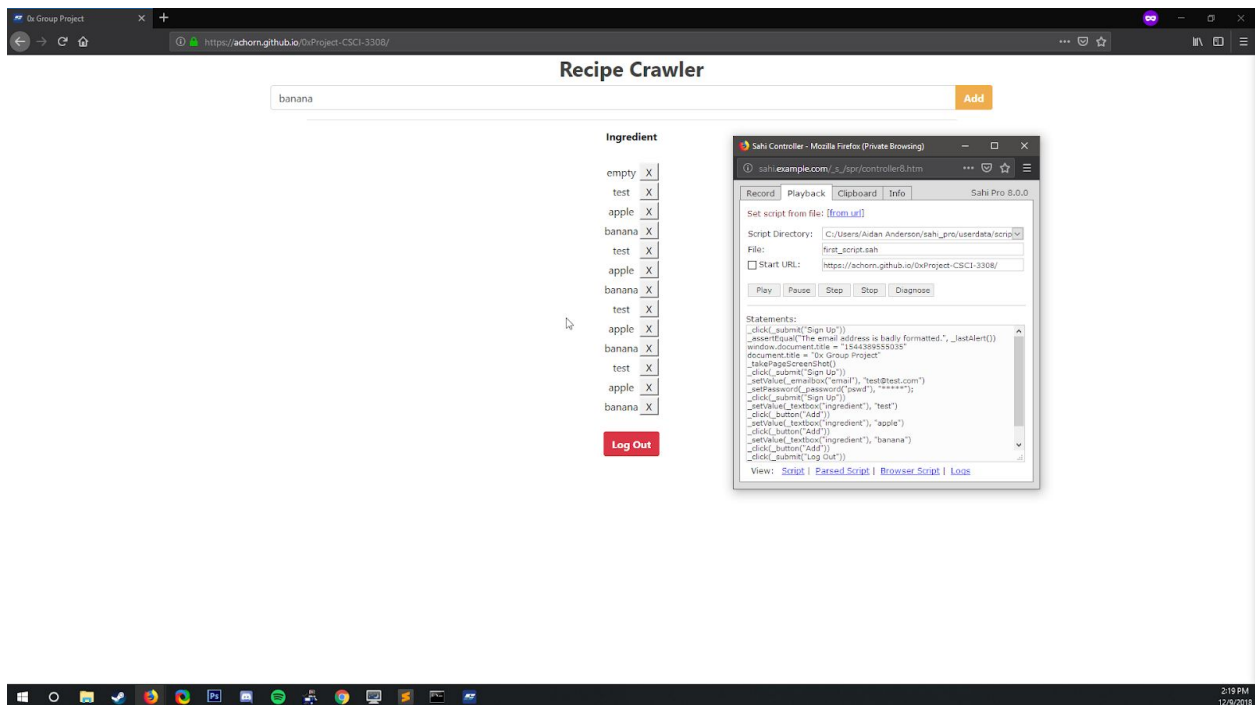 0x Group Project
https://achorn.github.io/0xProject-CSCI-3308/
Recipe Crawler
banana
Add
Ingredient
empty X
test X
apple X
banana X
test X
apple X
banana X
test X
apple X
banana X
test X
apple X
banana X
Log Out
Sahi Controller - Mozilla Firefox (Private Browsing)
sahi.example.com/_s_/spr/controller8.htm
Record Playback Clipboard Info Sahi Pro 8.0.0
Set script from file: [from url]
Script Directory: C:/Users/Aidan Anderson/sahi_pro/userdata/scrip
File: first_script.sah
Start URL: https://achorn.github.io/0xProject-CSCI-3308/
Play Pause Step Stop Diagnose
Statements:
_click(_submit("Sign Up"))
_assertEqual("The email address is badly formatted.", _lastAlert())
window.document.title = "1544389555035"
document.title = "0x Group Project"
_takePageScreenShot()
_click(_submit("Sign Up"))
_setValue(_emailbox("email"), "test@test.com")
_setPassword(_password("pswd"), "*****");
_click(_submit("Sign Up"))
_setValue(_textbox("ingredient"), "test")
_click(_button("Add"))
_setValue(_textbox("ingredient"), "apple")
_click(_button("Add"))
_setValue(_textbox("ingredient"), "banana")
_click(_button("Add"))
_click(_submit("Log Out"))
View: Script | Parsed Script | Browser Script | Logs
Ps
2:19 PM
12/9/2018